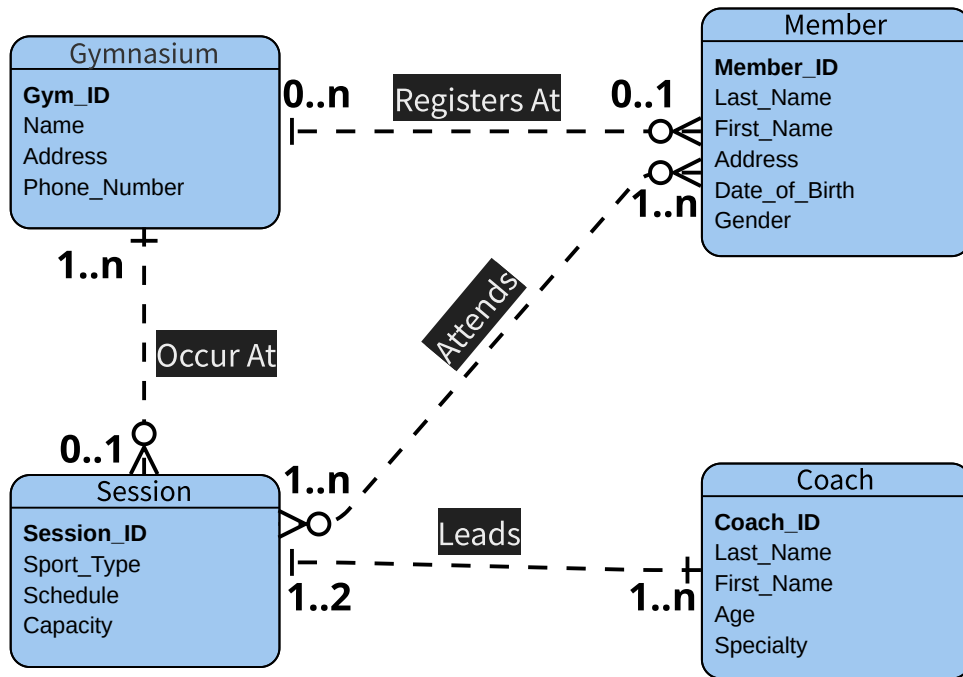 Gymnasium
Gym_ID
Name
Address
Phone_Number
Member
Member_ID
Last_Name
First_Name
Address
Date_of_Birth
Gender
0..n
Registers At
0..1
1..n
1..n
Attends
Occur At
0..1
1..n
Session
Session_ID
Sport_Type
Schedule
Capacity
Leads
1..2
1..n
Coach
Coach_ID
Last_Name
First_Name
Age
Specialty